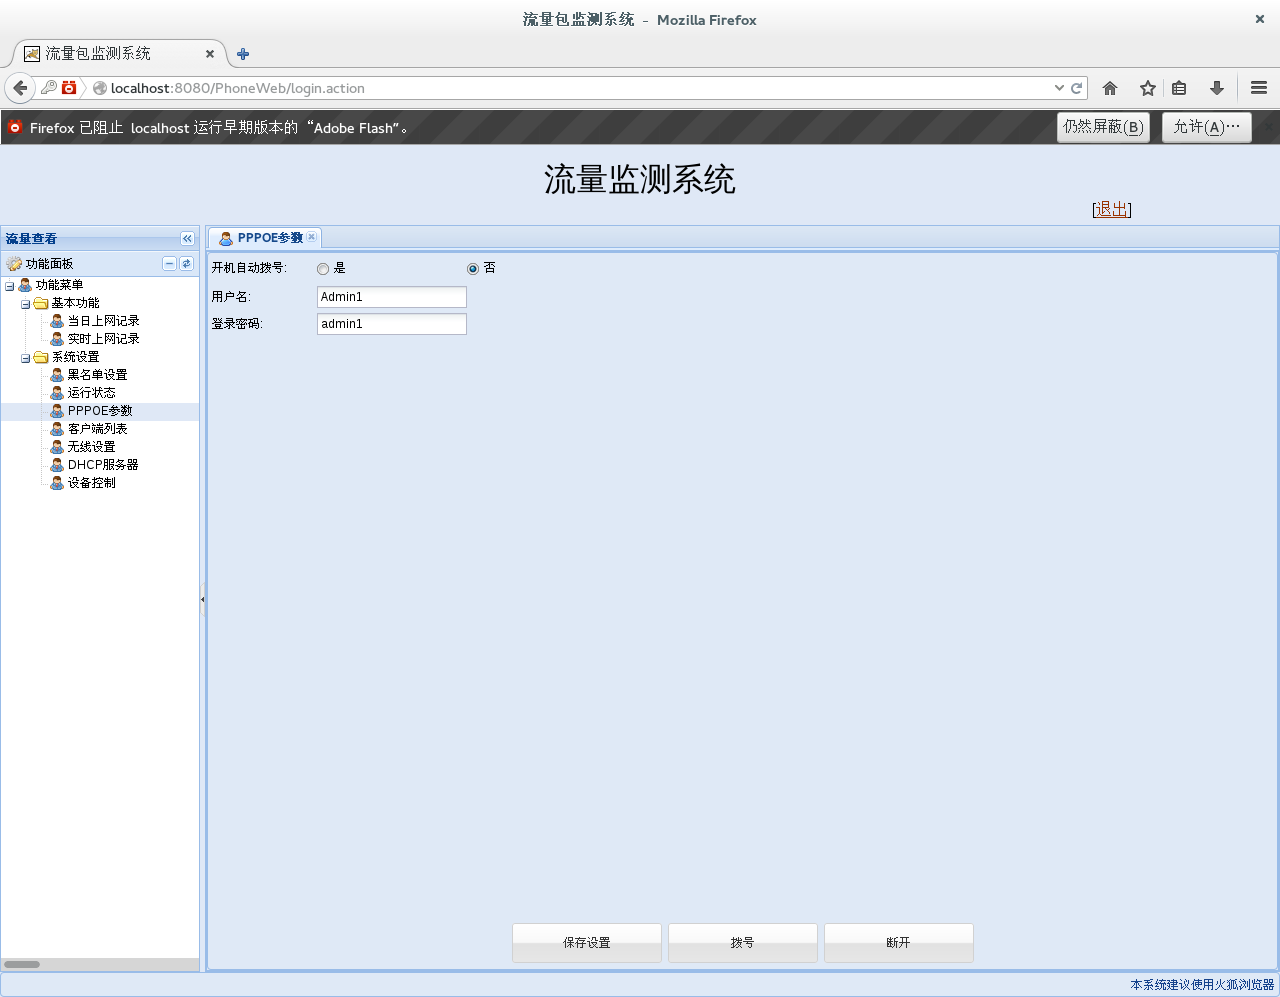 流量包监测系统 - Mozilla Firefox
流量包监测系统
localhost:8080/PhoneWeb/login.action
Firefox 已阻止 localhost 运行早期版本的“Adobe Flash”。
仍然屏蔽(B)
允许(A)…
流量监测系统
[退出]
流量查看
功能面板
功能菜单
基本功能
当日上网记录
实时上网记录
系统设置
黑名单设置
运行状态
PPPOE参数
客户端列表
无线设置
DHCP服务器
设备控制
PPPOE参数
开机自动拨号: 是 否
用户名: Admin1
登录密码: admin1
保存设置 拨号 断开
本系统建议使用火狐浏览器